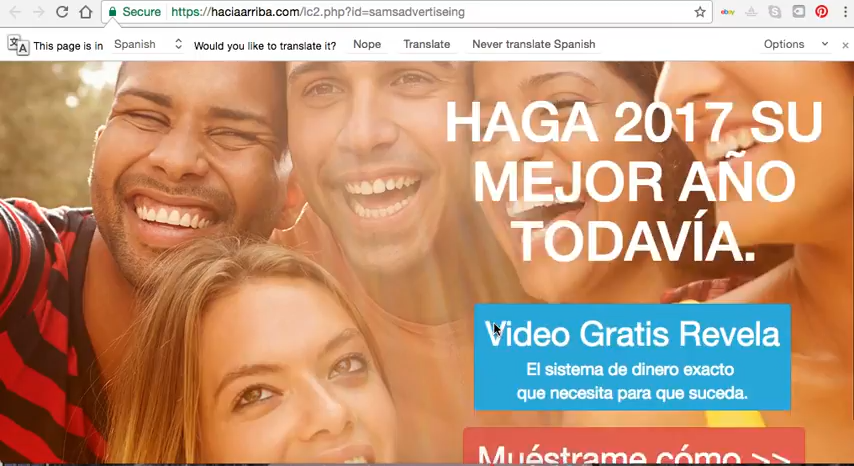 Secure https://haciaarriba.com/lc2.php?id=samsadvertiseing
ebay
This page is in Spanish Would you like to translate it? Nope Translate Never translate Spanish Options
HAGA 2017 SU
MEJOR AÑO
TODAVÍA.
Video Gratis Revela
El sistema de dinero exacto
que necesita para que suceda.
Muéstrame cómo >>